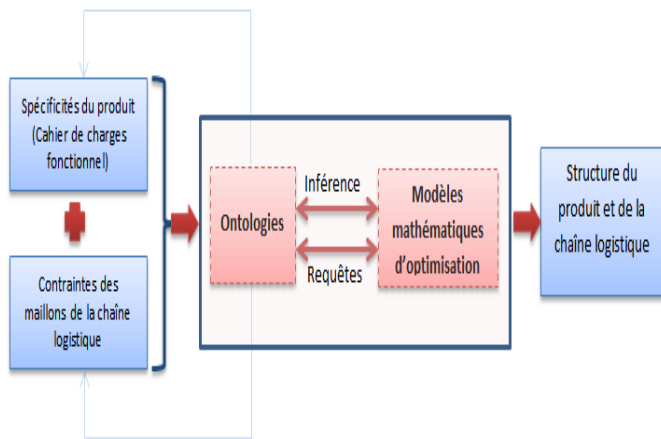 Spécificités du produit
(Cahier de charges
fonctionnel)
Contraintes des
maillons de la chaîne
logistique
Ontologies
Inférence
Requêtes
Modèles
mathématiques
d'optimisation
Structure du
produit et de la
chaîne logistique